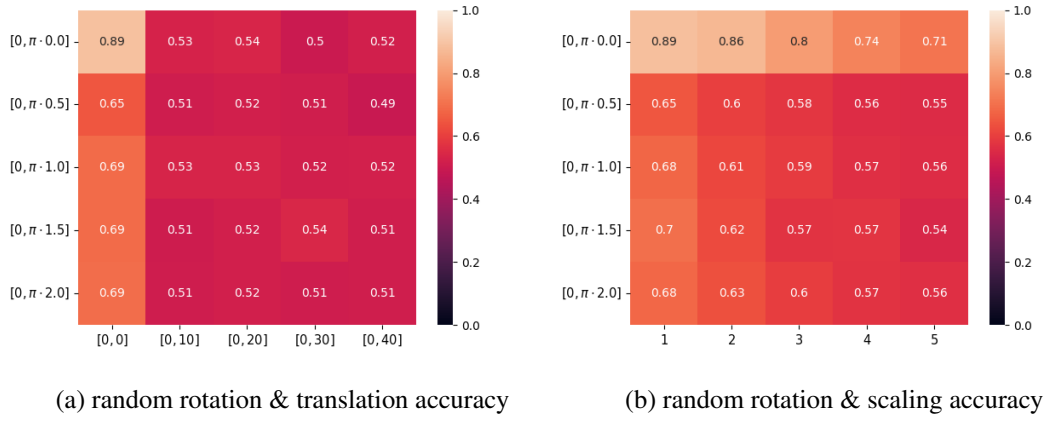 [0, π · 0.0] 0.89 0.53 0.54 0.5 0.52
[0, π · 0.5] 0.65 0.51 0.52 0.51 0.49
[0, π · 1.0] 0.69 0.53 0.53 0.52 0.52
[0, π · 1.5] 0.69 0.51 0.52 0.54 0.51
[0, π · 2.0] 0.69 0.51 0.52 0.51 0.51
[0, 0] [0, 10] [0, 20] [0, 30] [0, 40]
1.0
0.8
0.6
0.4
0.2
0.0
(a) random rotation & translation accuracy
[0, π · 0.0] 0.89 0.86 0.8 0.74 0.71
[0, π · 0.5] 0.65 0.6 0.58 0.56 0.55
[0, π · 1.0] 0.68 0.61 0.59 0.57 0.56
[0, π · 1.5] 0.7 0.62 0.57 0.57 0.54
[0, π · 2.0] 0.68 0.63 0.6 0.57 0.56
1 2 3 4 5
1.0
0.8
0.6
0.4
0.2
0.0
(b) random rotation & scaling accuracy